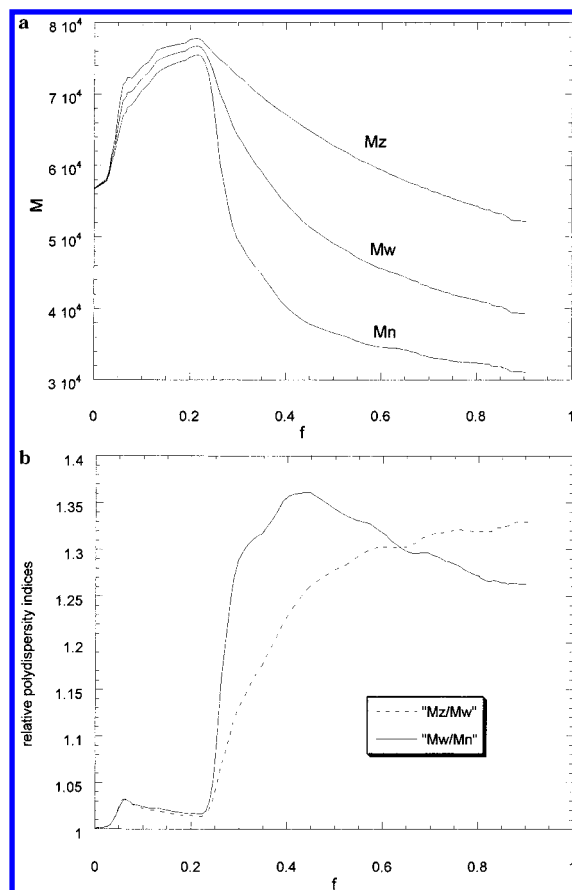 a
8 10⁴
7 10⁴
6 10⁴
5 10⁴
4 10⁴
3 10⁴
M
Mz
Mw
Mn
0 0.2 0.4 0.6 0.8 1
f
b
1.4
1.35
1.3
1.25
1.2
1.15
1.1
1.05
1
relative polydispersity indices
"Mz/Mw"
"Mw/Mn"
0 0.2 0.4 0.6 0.8 1
f